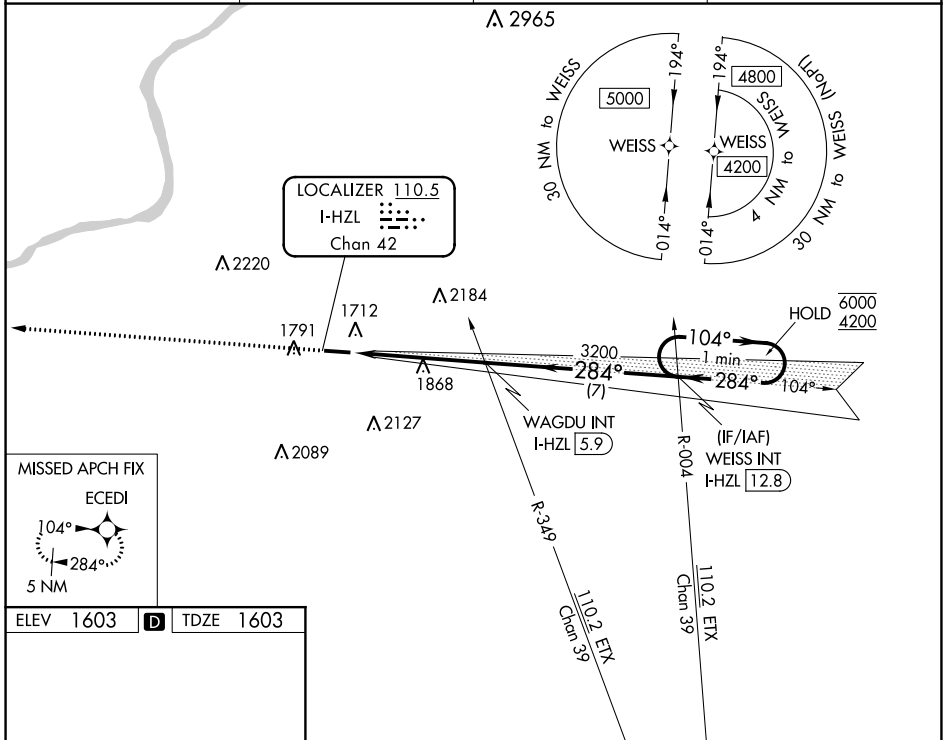 2965
30 NM to WEISS
194°
5000
WEISS
014°
194°
4800
WEISS
4200
4 NM to WEISS
30 NM to WEISS (NoPT)
014°
LOCALIZER 110.5
I-HZL
Chan 42
2220
1791
1712
2184
1868
2127
2089
3200
284°
(7)
104°
1 min
284°
104°
HOLD
6000
4200
WAGDU INT
I-HZL 5.9
(IF/IAF)
WEISS INT
I-HZL 12.8
R-349
R-004
110.2 ETX
Chan 39
110.2 ETX
Chan 39
MISSED APCH FIX
ECEDI
104°
284°
5 NM
ELEV 1603 D TDZE 1603